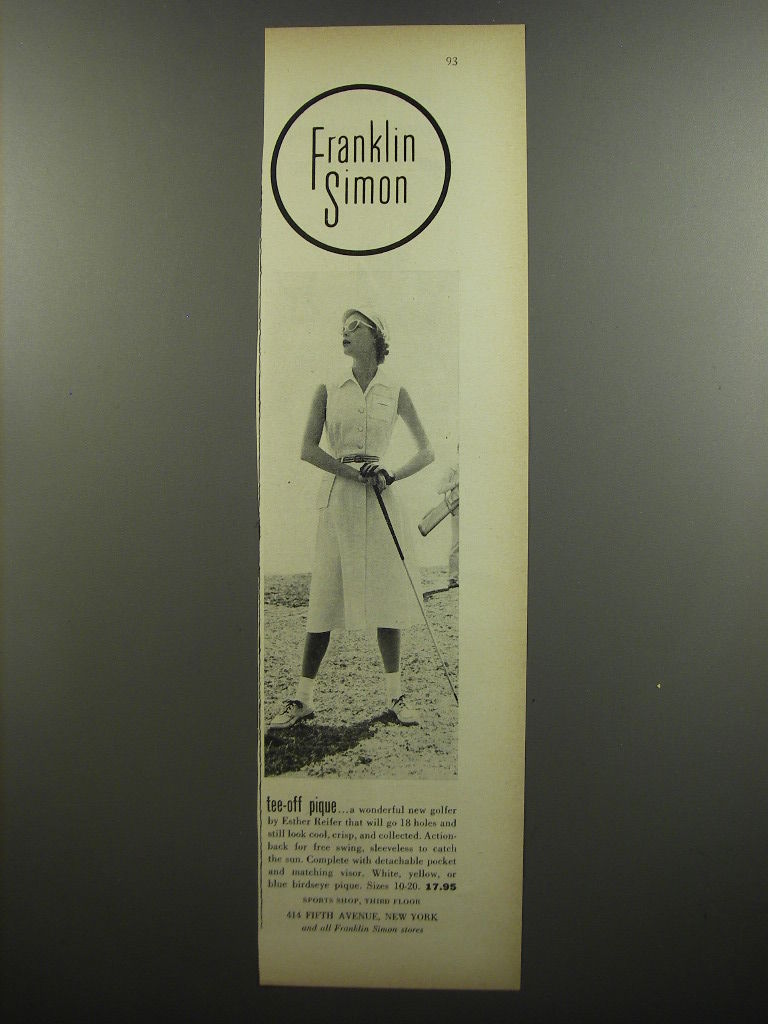 93
Franklin
Simon
tee-off pique...a wonderful new golfer
by Esther Reifer that will go 18 holes and
still look cool, crisp, and collected. Action-
back for free swing, sleeveless to catch
the sun. Complete with detachable pocket
and matching visor. White, yellow, or
blue birdseye pique. Sizes 10-20. 17.95
SPORTS SHOP, THIRD FLOOR
414 FIFTH AVENUE, NEW YORK
and all Franklin Simon stores